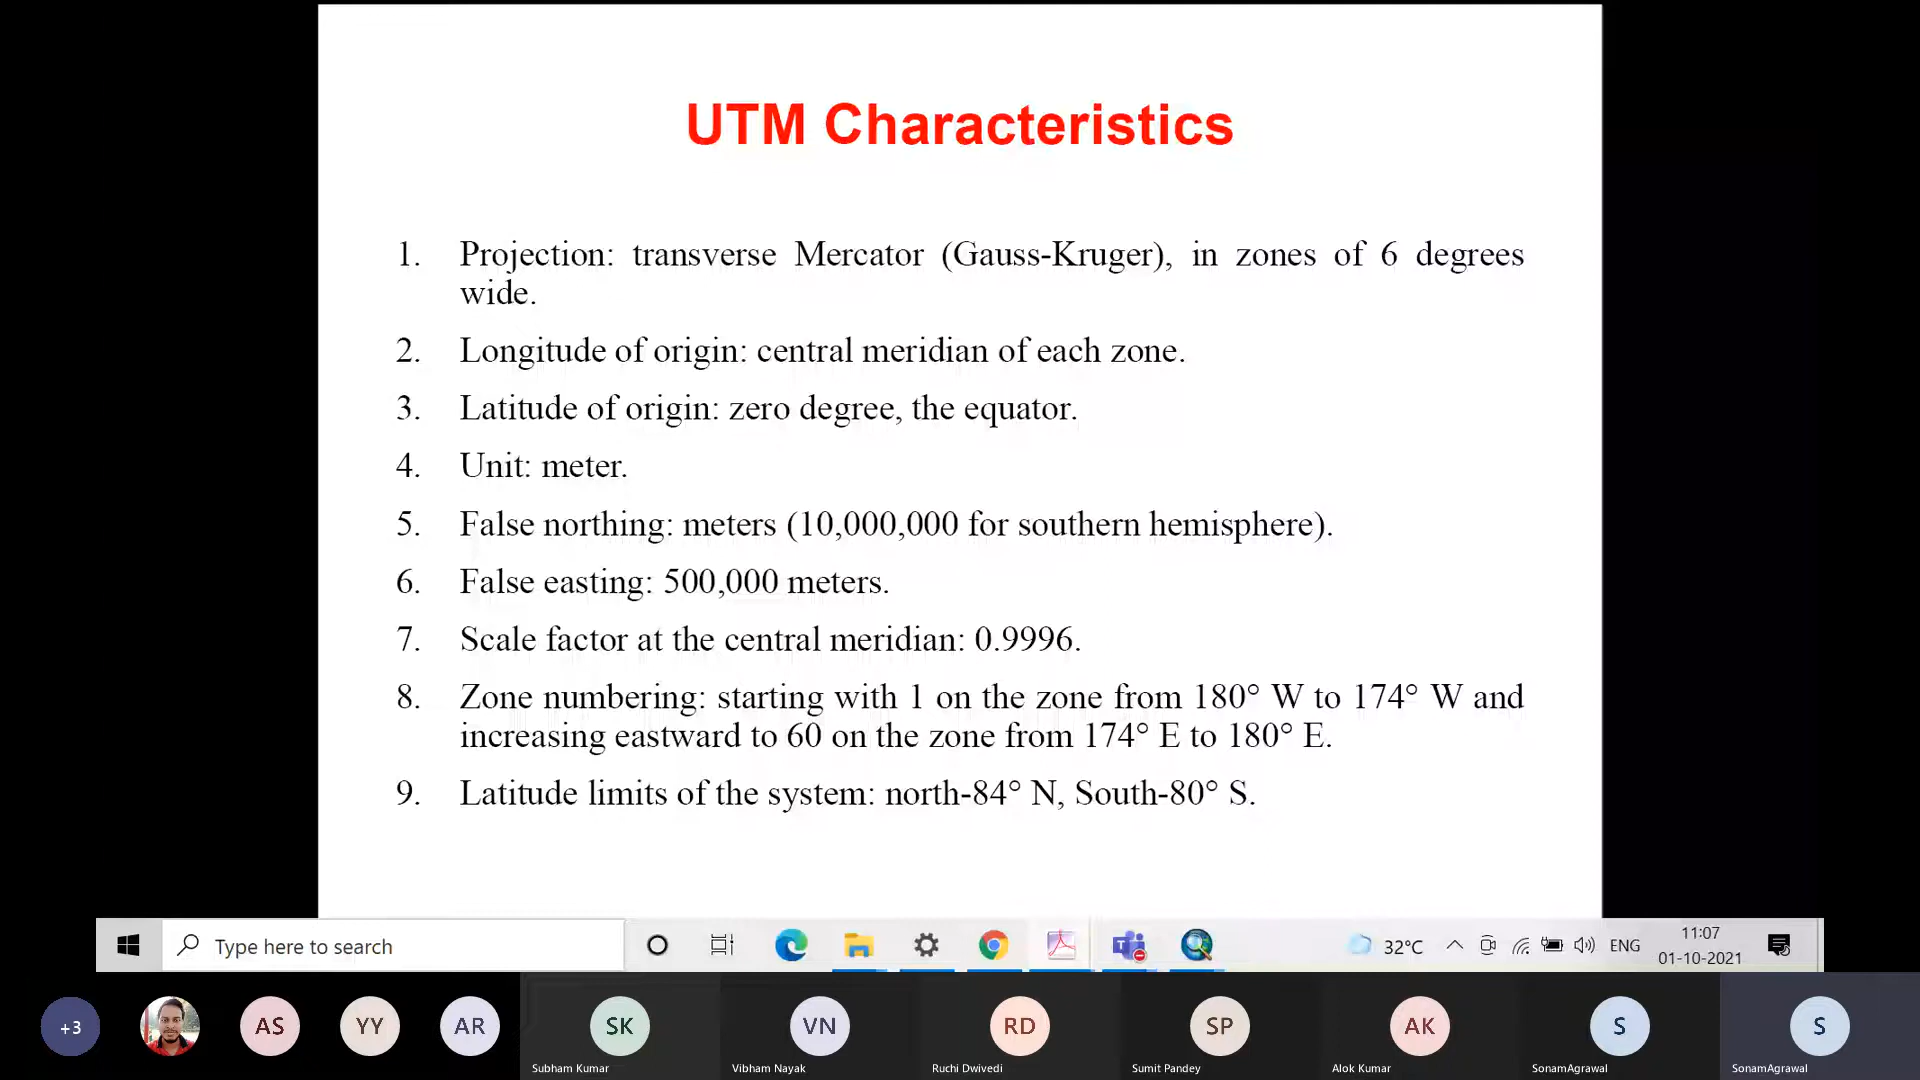 UTM Characteristics
1. Projection: transverse Mercator (Gauss-Kruger), in zones of 6 degrees
wide.
2. Longitude of origin: central meridian of each zone.
3. Latitude of origin: zero degree, the equator.
4. Unit: meter.
5. False northing: meters (10,000,000 for southern hemisphere).
6. False easting: 500,000 meters.
7. Scale factor at the central meridian: 0.9996.
8. Zone numbering: starting with 1 on the zone from 180° W to 174° W and
increasing eastward to 60 on the zone from 174° E to 180° E.
9. Latitude limits of the system: north-84° N, South-80° S.
Type here to search
32°C
ENG
11:07
01-10-2021
+3
AS
YY
AR
SK
VN
RD
SP
AK
S
S
Subham Kumar
Vibham Nayak
Ruchi Dwivedi
Sumit Pandey
Alok Kumar
SonamAgrawal
SonamAgrawal